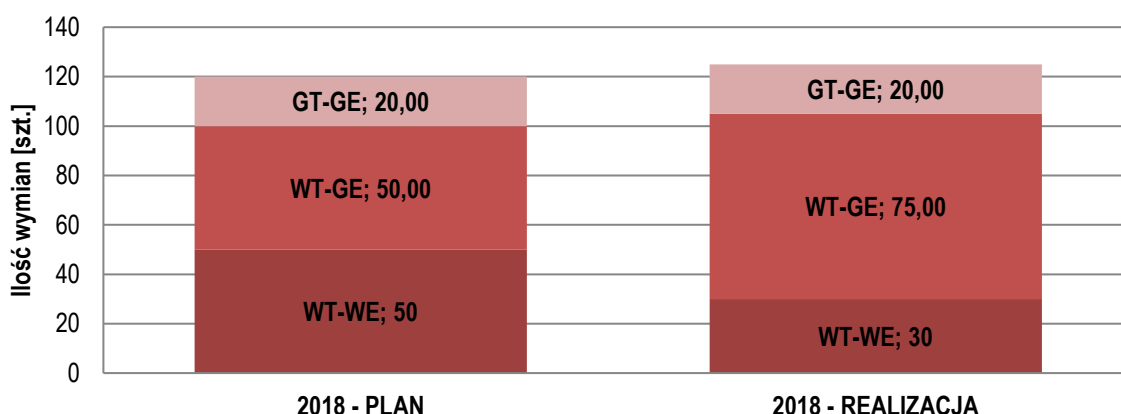 Ilość wymian [szt.]
140
120
100
80
60
40
20
0
GT-GE; 20,00
WT-GE; 50,00
WT-WE; 50
GT-GE; 20,00
WT-GE; 75,00
WT-WE; 30
2018 - PLAN
2018 - REALIZACJA